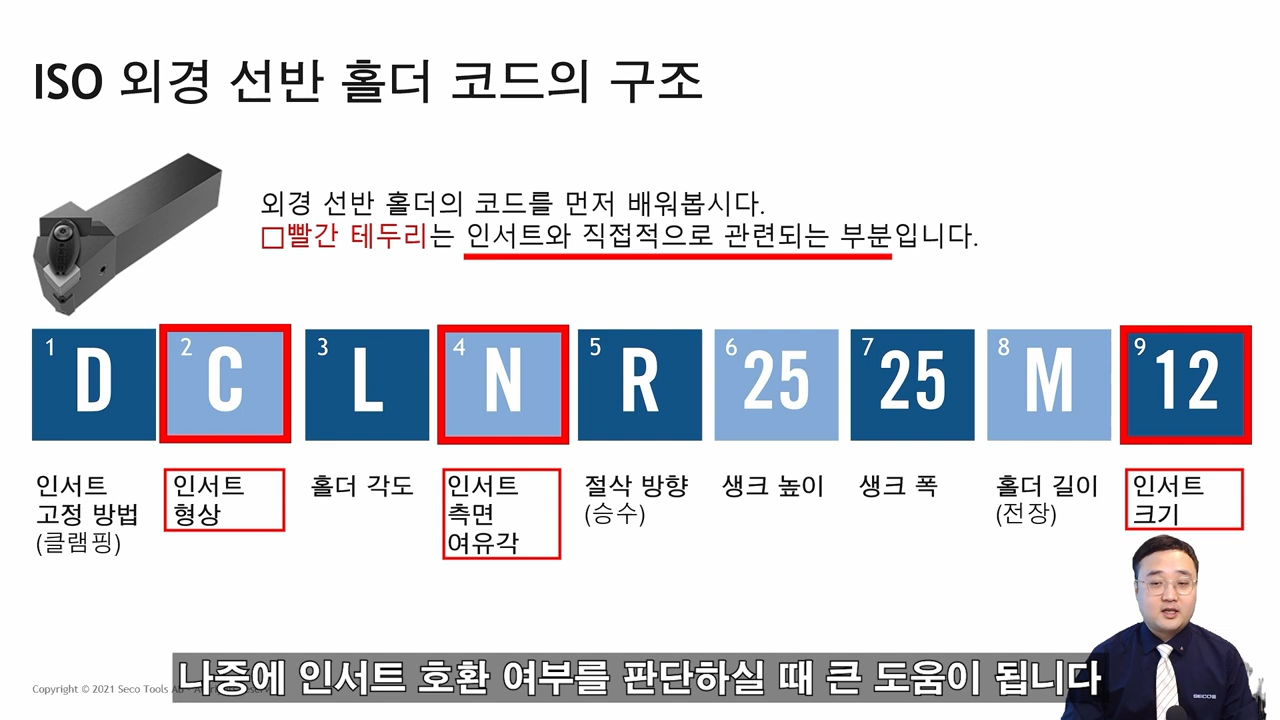 ISO 외경 선반 홀더 코드의 구조
외경 선반 홀더의 코드를 먼저 배워봅시다.
□빨간 테두리는 인서트와 직접적으로 관련되는 부분입니다.
1 D
2 C
3 L
4 N
5 R
6 25
7 25
8 M
9 12
인서트
고정 방법
(클램핑)
인서트
형상
홀더 각도
인서트
측면
여유각
절삭 방향
(승수)
생크 높이
생크 폭
홀더 길이
(전장)
인서트
크기
SECO
나중에 인서트 호환 여부를 판단하실 때 큰 도움이 됩니다
Copyright © 2021 Seco Tools